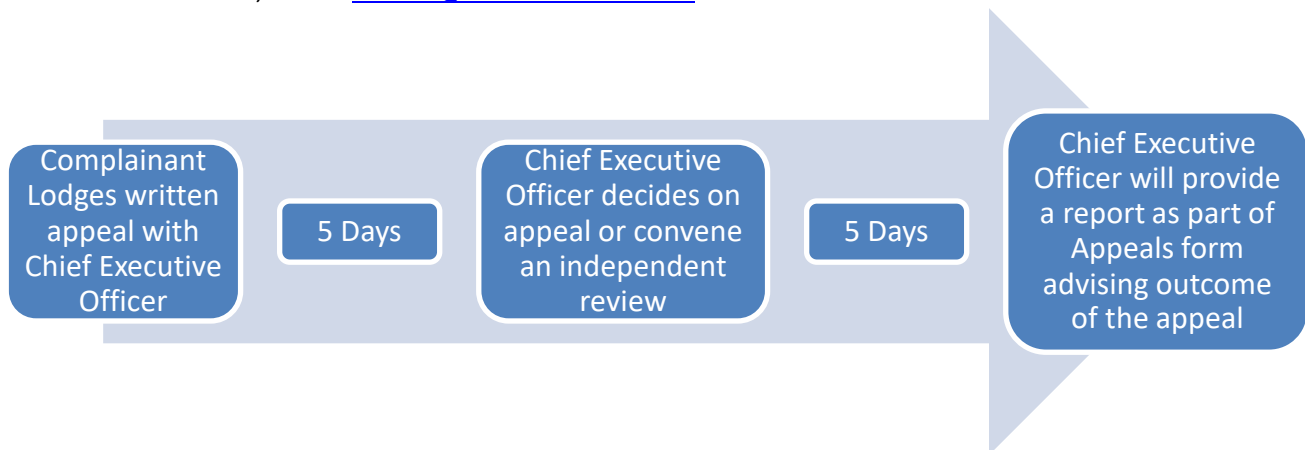 Complainant
Lodges written
appeal with
Chief Executive
Officer
5 Days
Chief Executive
Officer decides on
appeal or convene
an independent
review
5 Days
Chief Executive
Officer will provide
a report as part of
Appeals form
advising outcome
of the appeal